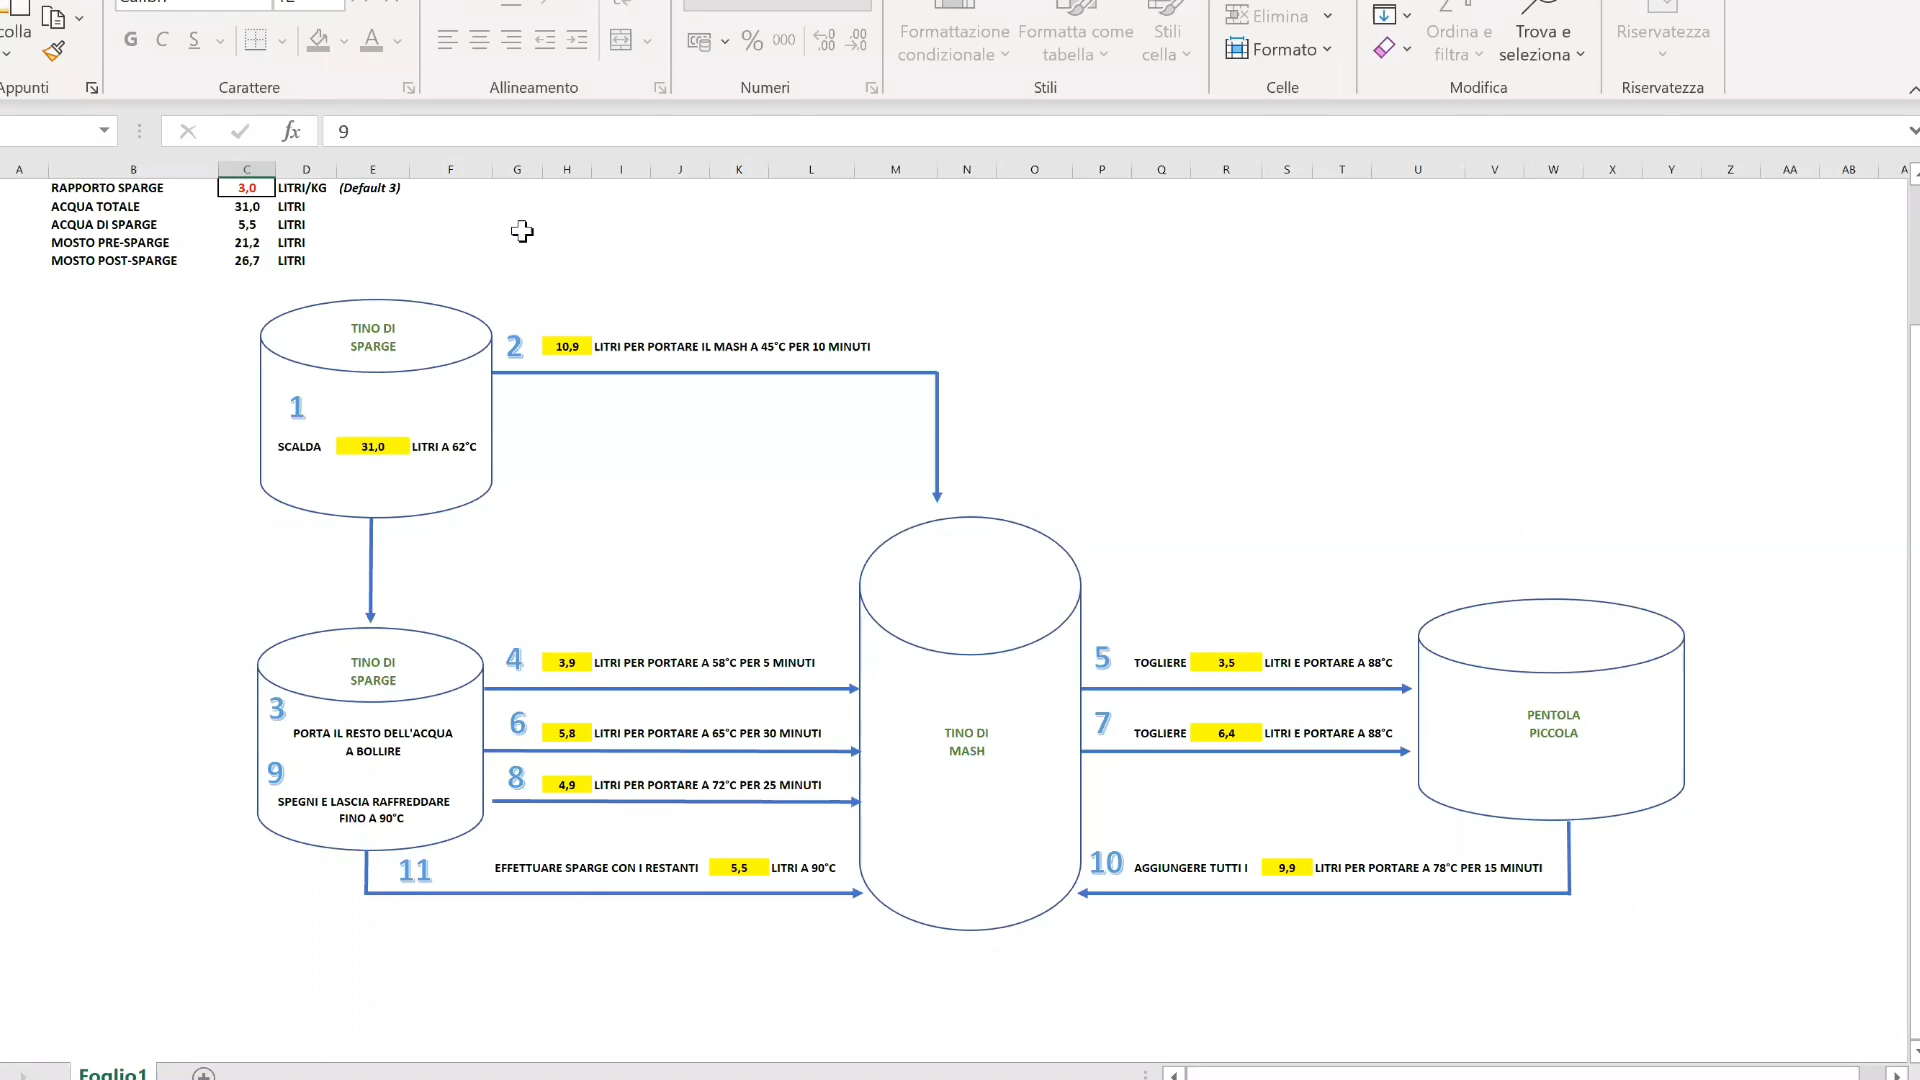 colla
Appunti
G C S
A
Carattere
Allineamento
% 000
Numeri
Formattazione condizionale
Formatta come tabella
Stili cella
Stili
Elimina
Formato
Celle
Ordina e filtra
Trova e seleziona
Modifica
Riservatezza
Riservatezza
fx 9
A B C D E F G H I J K L M N O P Q R S T U V W X Y Z AA AB
RAPPORTO SPARGE 3,0 LITRI/KG (Default 3)
ACQUA TOTALE 31,0 LITRI
ACQUA DI SPARGE 5,5 LITRI
MOSTO PRE-SPARGE 21,2 LITRI
MOSTO POST-SPARGE 26,7 LITRI
TINO DI
SPARGE
1
SCALDA 31,0 LITRI A 62°C
2 10,9 LITRI PER PORTARE IL MASH A 45°C PER 10 MINUTI
TINO DI
SPARGE
3
PORTA IL RESTO DELL'ACQUA
A BOLLIRE
9
SPEGNI E LASCIA RAFFREDDARE
FINO A 90°C
4 3,9 LITRI PER PORTARE A 58°C PER 5 MINUTI
6 5,8 LITRI PER PORTARE A 65°C PER 30 MINUTI
8 4,9 LITRI PER PORTARE A 72°C PER 25 MINUTI
11 EFFETTUARE SPARGE CON I RESTANTI 5,5 LITRI A 90°C
TINO DI
MASH
5 TOGLIERE 3,5 LITRI E PORTARE A 88°C
7 TOGLIERE 6,4 LITRI E PORTARE A 88°C
10 AGGIUNGERE TUTTI I 9,9 LITRI PER PORTARE A 78°C PER 15 MINUTI
PENTOLA
PICCOLA
Foglio1